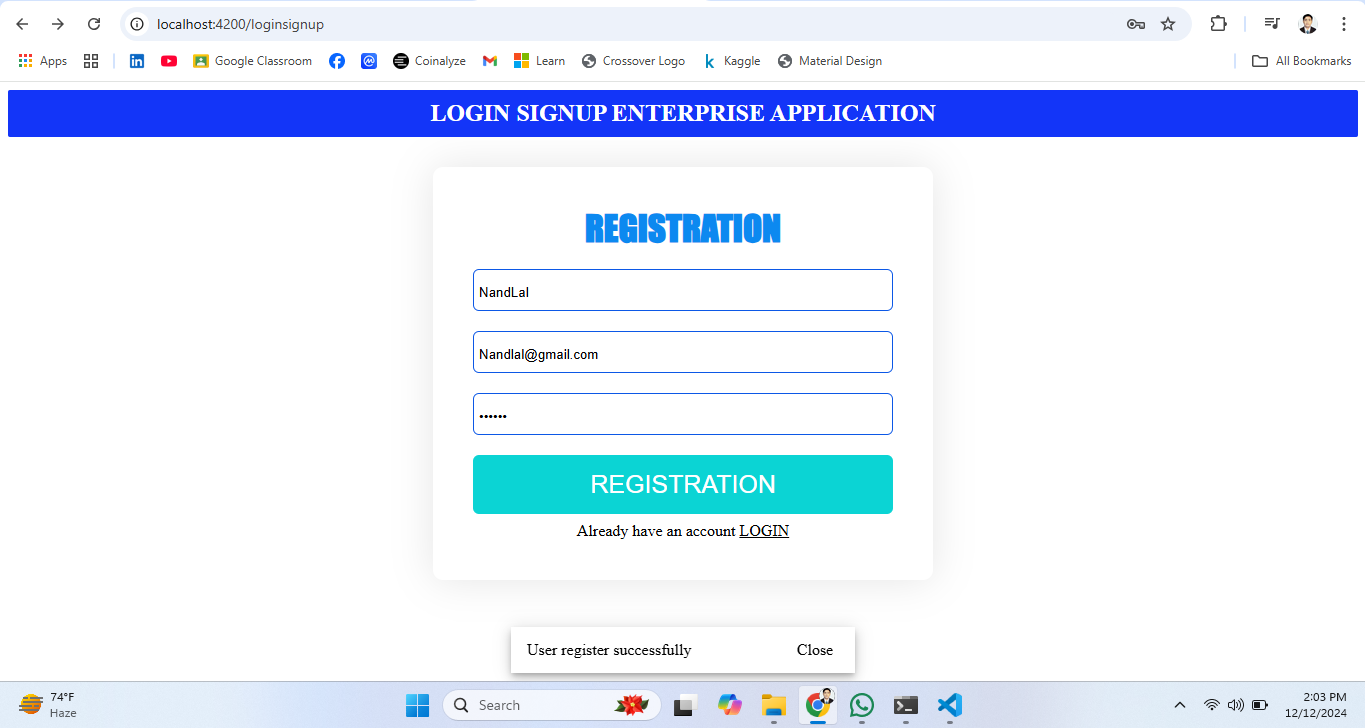 localhost:4200/loginsignup
Apps Google Classroom Coinalyze Learn Crossover Logo Kaggle Material Design All Bookmarks
LOGIN SIGNUP ENTERPRISE APPLICATION
REGISTRATION
NandLal
Nandlal@gmail.com
••••••
REGISTRATION
Already have an account LOGIN
User register successfully Close
74°F
Haze
Search
2:03 PM
12/12/2024